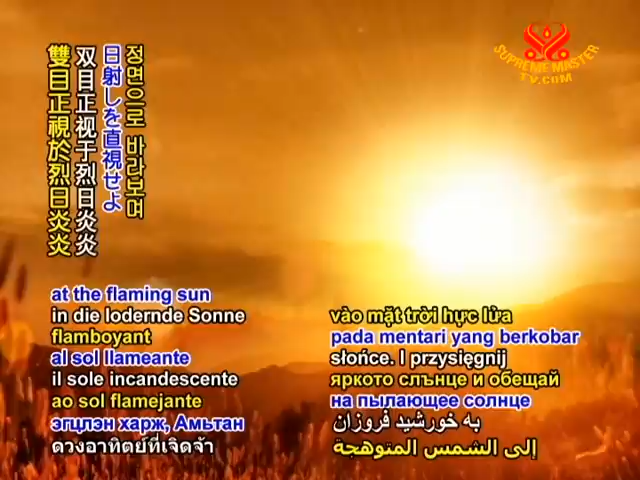 SUPREME MASTER
TV.COM
雙目正視於烈日炎炎
双目正视于烈日炎炎
日射しを直視せよ
정면으로 바라보며
at the flaming sun
in die lodernde Sonne
flamboyant
al sol llameante
il sole incandescente
ao sol flamejante
эгцлэн харж, Амьтан
ดวงอาทิตย์ที่เจิดจ้า
vào mặt trời hực lửa
pada mentari yang berkobar
słońce. I przysięgnij
яркото слънце и обещай
на пылающее солнце
به خورشید فروزان
إلى الشمس المتوهجة